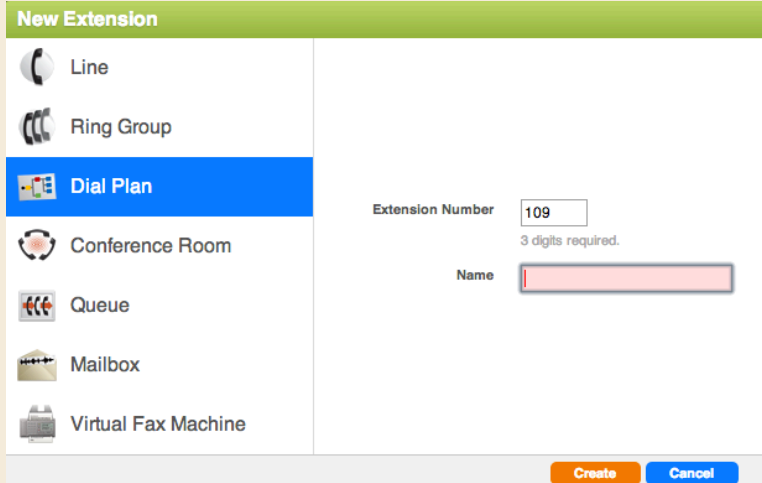 New Extension
Line
Ring Group
Dial Plan
Conference Room
Queue
Mailbox
Virtual Fax Machine
Extension Number 109
3 digits required.
Name
Create Cancel